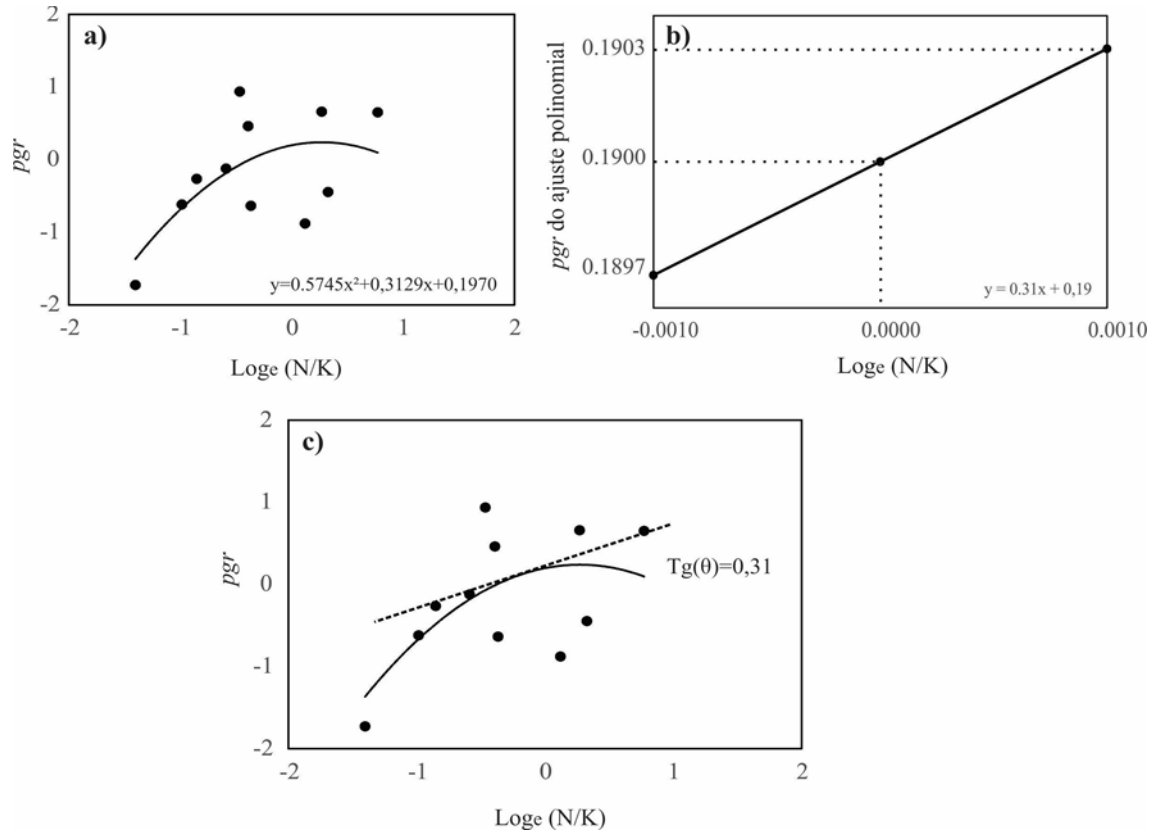 a)
2
1
0
-1
-2
pgr
y=0.5745x²+0,3129x+0,1970
-2
-1
0
1
2
Loge (N/K)
b)
0.1903
0.1900
0.1897
pgr do ajuste polinomial
y = 0.31x + 0,19
-0.0010
0.0000
0.0010
Loge (N/K)
c)
2
1
0
-1
-2
pgr
Tg(θ)=0,31
-2
-1
0
1
2
Loge (N/K)